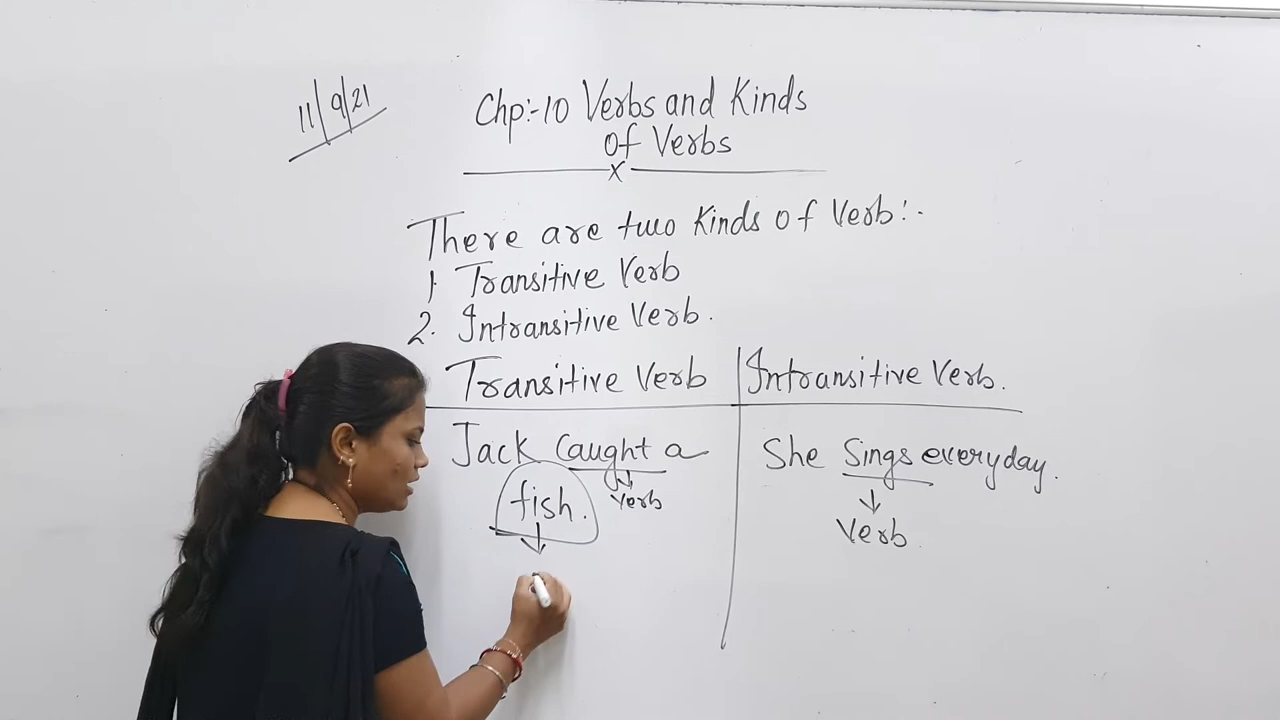 11/9/21
Chp:-10 Verbs and Kinds
of Verbs
x
There are two Kinds of Verb:-
1. Transitive Verb
2. Intransitive Verb.
Transitive Verb
Intransitive Verb.
Jack Caught a
fish.
Verb
She Sings everyday.
Verb